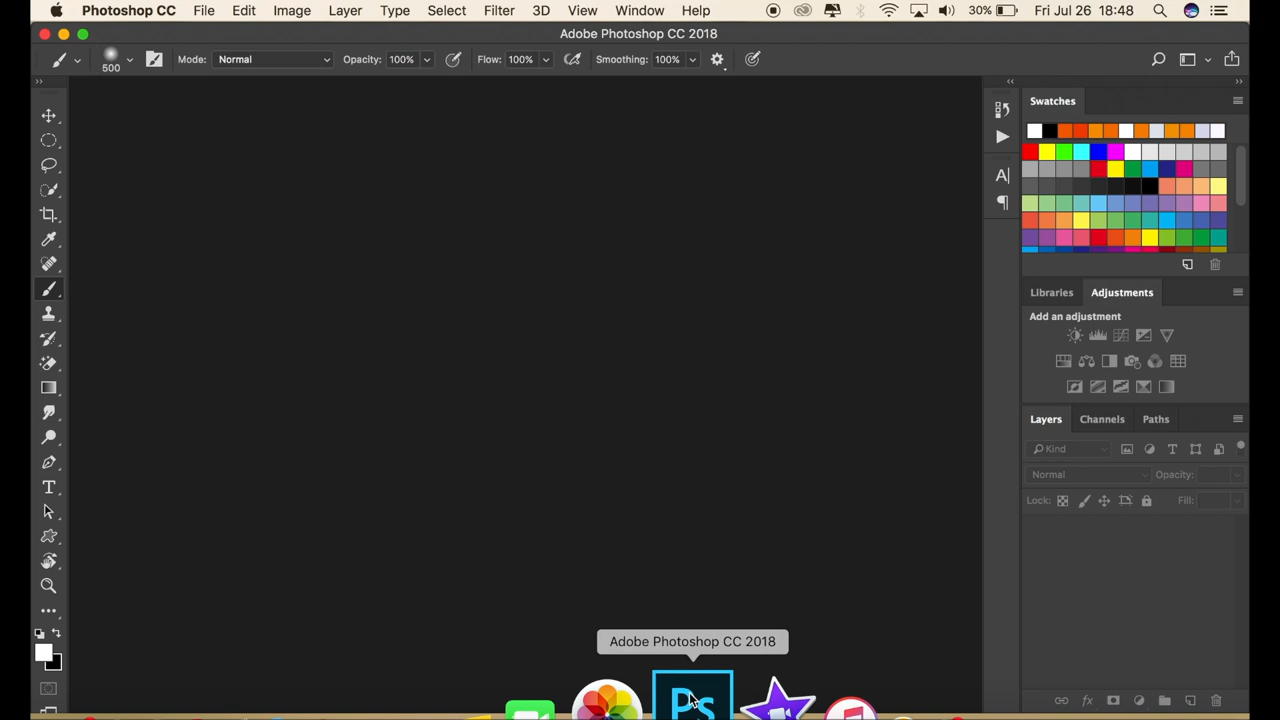 Photoshop CC File Edit Image Layer Type Select Filter 3D View Window Help 30% Fri Jul 26 18:48
Adobe Photoshop CC 2018
500 Mode: Normal Opacity: 100% Flow: 100% Smoothing: 100%
Swatches
Libraries Adjustments
Add an adjustment
Layers Channels Paths
Kind
Normal Opacity:
Lock: Fill:
Adobe Photoshop CC 2018
Ps